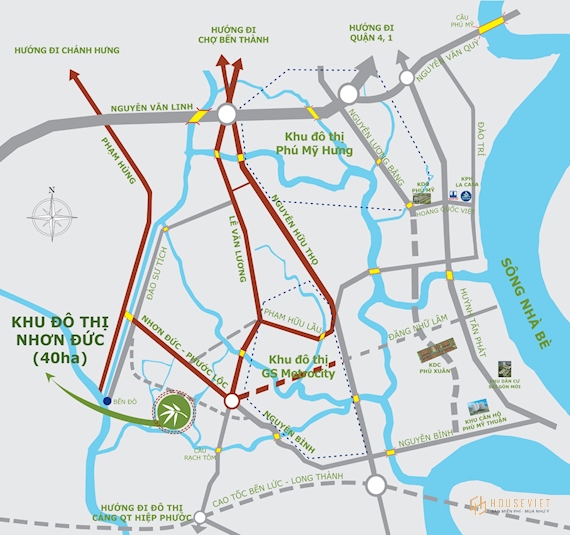 HƯỚNG ĐI CHÁNH HƯNG
HƯỚNG ĐI
CHỢ BẾN THÀNH
HƯỚNG ĐI
QUẬN 4, 1
CẦU
PHÚ MỸ
NGUYỄN VĂN QUỲ
NGUYỄN VĂN LINH
PHẠM HÙNG
Khu đô thị
Phú Mỹ Hưng
NGUYỄN LƯƠNG BẰNG
ĐÀO TRÍ
KDC
PHÚ MỸ
KPH
LA CASA
HOÀNG QUỐC VIỆT
ĐÀO SƯ TÍCH
LÊ VĂN LƯƠNG
NGUYỄN HỮU THỌ
SÔNG NHÀ BÈ
HUỲNH TẤN PHÁT
KHU ĐÔ THỊ
NHƠN ĐỨC
(40ha)
NHƠN ĐỨC - PHƯỚC LỘC
PHẠM HỮU LẦU
ĐẶNG NHỮ LÂM
Khu đô thị
GS Metrocity
KDC
PHÚ XUÂN
KHU DÂN CƯ
SÀI GÒN MỚI
BẾN ĐÒ
KHU CĂN HỘ
PHÚ MỸ THUẬN
NGUYỄN BÌNH
NGUYỄN BÌNH
CẦU
RẠCH TÔM
CAO TỐC BẾN LỨC - LONG THÀNH
HƯỚNG ĐI ĐÔ THỊ
CẢNG QT HIỆP PHƯỚC
HOUSEVIET